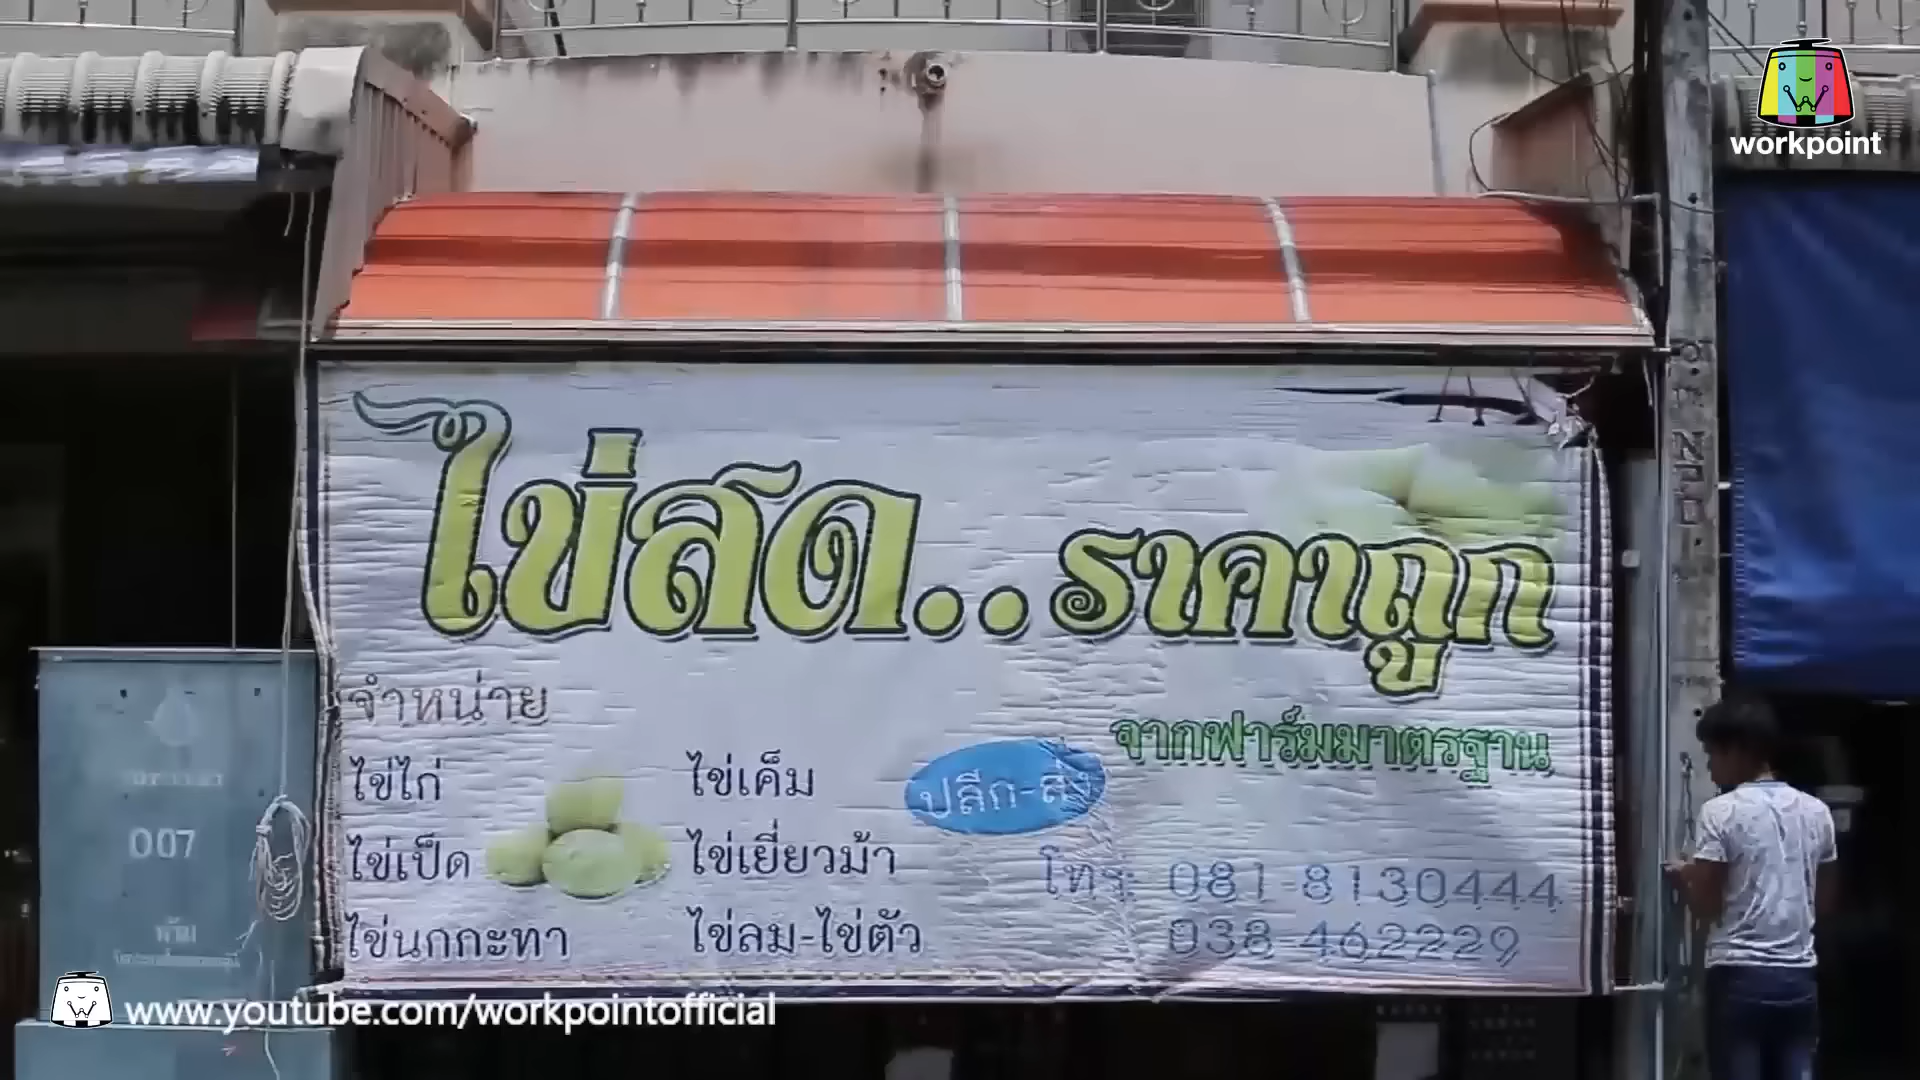 workpoint
ไข่สด..ราคาถูก
จำหน่าย
จากฟาร์มมาตรฐาน
ไข่ไก่
ไข่เค็ม
ปลีก-ส่ง
ไข่เป็ด
ไข่เยี่ยวม้า
โทร. 081-8130444
ไข่นกกะทา
ไข่ลม-ไข่ตัว
038-462229
007
ห้าม
www.youtube.com/workpointofficial